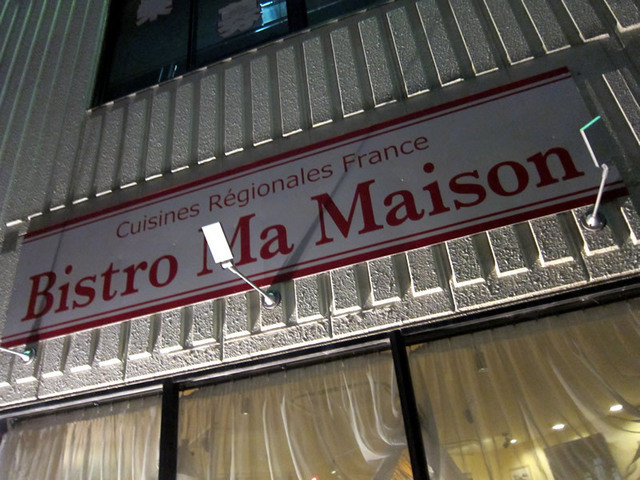 Cuisines Régionales France
Bistro Ma Maison